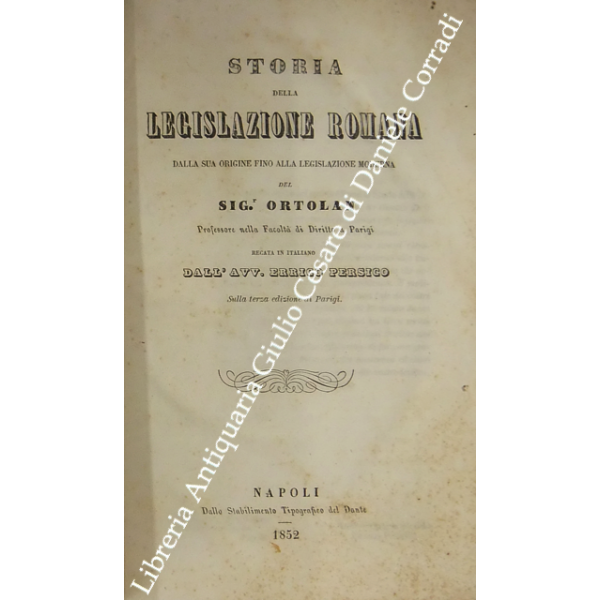 STORIA
DELLA
LEGISLAZIONE ROMANA
DALLA SUA ORIGINE FINO ALLA LEGISLAZIONE MODERNA
DEL
SIG.r ORTOLAN
Professore nella Facoltà di Diritto a Parigi
RECATA IN ITALIANO
DALL' AVV. ERRICO PERSICO
Sulla terza edizione di Parigi.
NAPOLI
Dallo Stabilimento Tipografico del Dante
1852
Libreria Antiquaria Giulio Cesare di Daniele Corradi